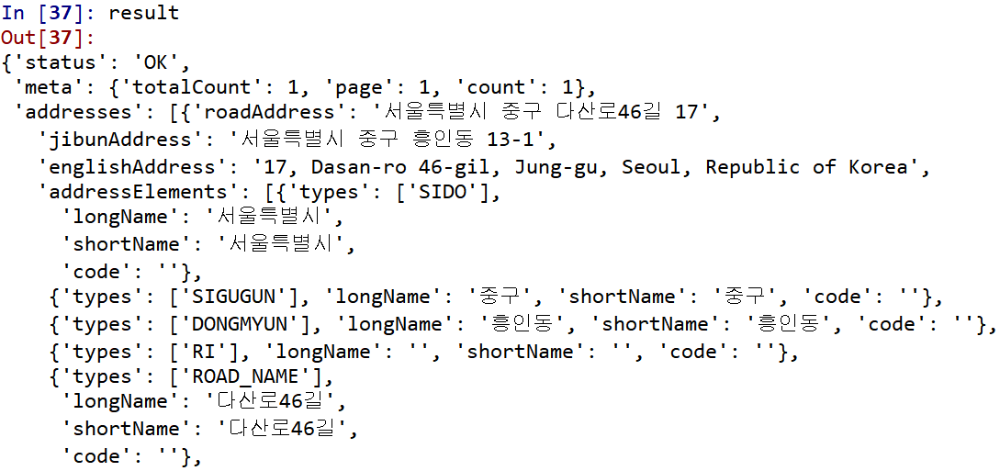 In [37]: result
Out[37]:
{'status': 'OK',
 'meta': {'totalCount': 1, 'page': 1, 'count': 1},
 'addresses': [{'roadAddress': '서울특별시 중구 다산로46길 17',
   'jibunAddress': '서울특별시 중구 흥인동 13-1',
   'englishAddress': '17, Dasan-ro 46-gil, Jung-gu, Seoul, Republic of Korea',
   'addressElements': [{'types': ['SIDO'],
     'longName': '서울특별시',
     'shortName': '서울특별시',
     'code': ''},
    {'types': ['SIGUGUN'], 'longName': '중구', 'shortName': '중구', 'code': ''},
    {'types': ['DONGMYUN'], 'longName': '흥인동', 'shortName': '흥인동', 'code': ''},
    {'types': ['RI'], 'longName': '', 'shortName': '', 'code': ''},
    {'types': ['ROAD_NAME'],
     'longName': '다산로46길',
     'shortName': '다산로46길',
     'code': ''},